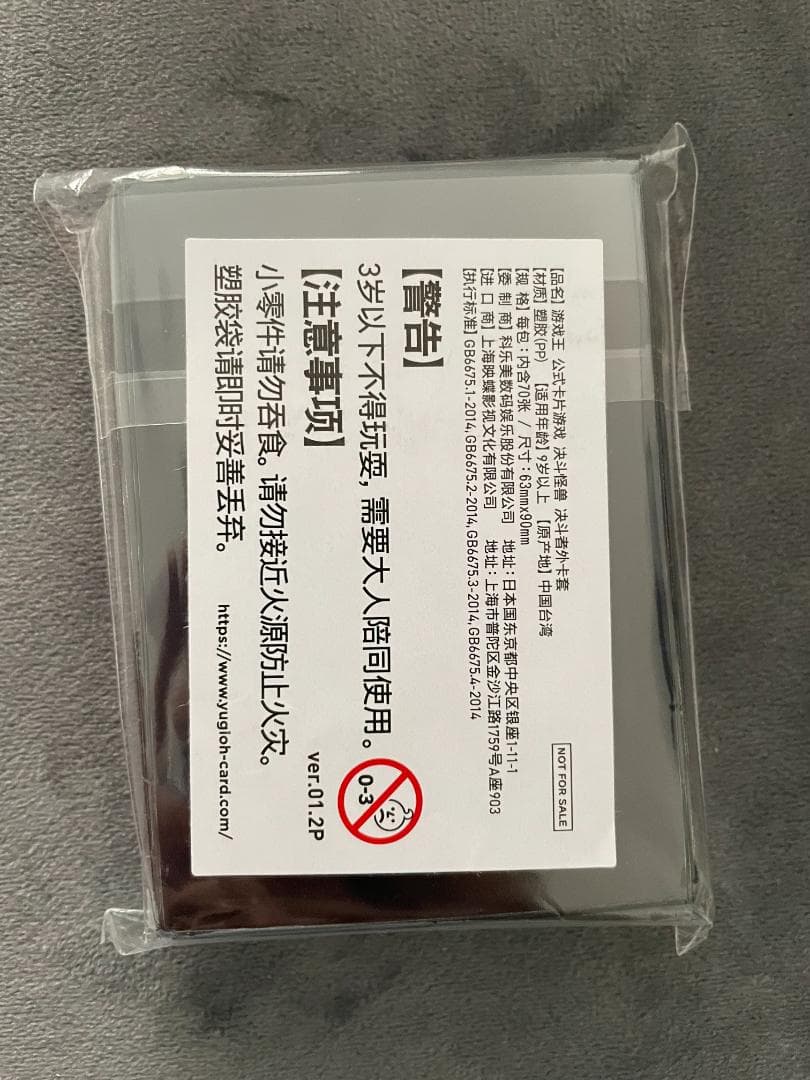 NOT FOR SALE
【品名】游戏王 公式卡片游戏 决斗怪兽 决斗者外卡套
【材质】塑胶(PP) 【适用年龄】9岁以上 【原产地】中国台湾
【规 格】每包：内含70张 / 尺寸：63mmx90mm
【委 制 商】科乐美数码娱乐股份有限公司 地址：日本国东京都中央区银座1-11-1
【进 口 商】上海映蝶影视文化有限公司 地址：上海市普陀区金沙江路1759号A座903
【执行标准】GB6675.1-2014,GB6675.2-2014,GB6675.3-2014,GB6675.4-2014
【警告】
3岁以下不得玩耍，需要大人陪同使用。
0-3
【注意事项】
ver.01.2P
小零件请勿吞食。请勿接近火源防止火灾。
塑胶袋请即时妥善丢弃。
https://www.yugioh-card.com/